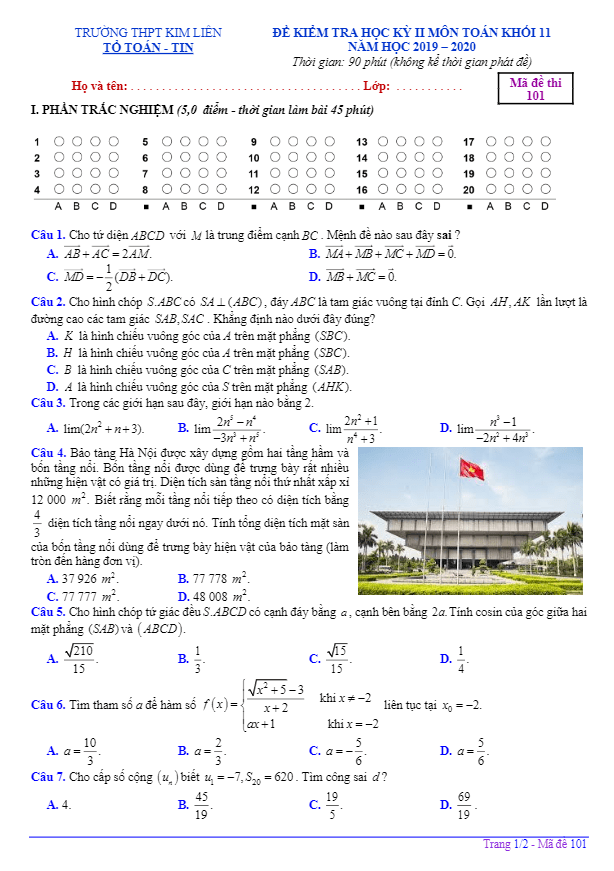 TRƯỜNG THPT KIM LIÊN
TỔ TOÁN - TIN
ĐỀ KIỂM TRA HỌC KỲ II MÔN TOÁN KHỐI 11
NĂM HỌC 2019 – 2020
Thời gian: 90 phút (không kể thời gian phát đề)
Họ và tên: . . . . . . . . . . . . . . . . . . . . . . . . . . . . . . . . . . . . Lớp: . . . . . . . . . . .
Mã đề thi
101
I. PHẦN TRẮC NGHIỆM (5,0 điểm - thời gian làm bài 45 phút)
1 5 9 13 17
2 6 10 14 18
3 7 11 15 19
4 8 12 16 20
A B C D ■ A B C D ■ A B C D ■ A B C D ■ A B C D
Câu 1. Cho tứ diện ABCD với M là trung điểm cạnh BC. Mệnh đề nào sau đây sai ?
A. $\overrightarrow{AB}+\overrightarrow{AC}=2\overrightarrow{AM}$. B. $\overrightarrow{MA}+\overrightarrow{MB}+\overrightarrow{MC}+\overrightarrow{MD}=\vec{0}$.
C. $\overrightarrow{MD}=-\frac{1}{2}(\overrightarrow{DB}+\overrightarrow{DC})$. D. $\overrightarrow{MB}+\overrightarrow{MC}=\vec{0}$.
Câu 2. Cho hình chóp S.ABC có SA ⊥ (ABC), đáy ABC là tam giác vuông tại đỉnh C. Gọi AH, AK lần lượt là
đường cao các tam giác SAB, SAC. Khẳng định nào dưới đây đúng?
A. K là hình chiếu vuông góc của A trên mặt phẳng (SBC).
B. H là hình chiếu vuông góc của A trên mặt phẳng (SBC).
C. B là hình chiếu vuông góc của C trên mặt phẳng (SAB).
D. A là hình chiếu vuông góc của S trên mặt phẳng (AHK).
Câu 3. Trong các giới hạn sau đây, giới hạn nào bằng 2.
A. lim(2n² + n + 3). B. $\lim\frac{2n^5-n^4}{-3n^3+n^5}$. C. $\lim\frac{2n^2+1}{n^4+3}$. D. $\lim\frac{n^3-1}{-2n^2+4n^3}$.
Câu 4. Bảo tàng Hà Nội được xây dựng gồm hai tầng hầm và
bốn tầng nổi. Bốn tầng nổi được dùng để trưng bày rất nhiều
những hiện vật có giá trị. Diện tích sàn tầng nổi thứ nhất xấp xỉ
12 000 m². Biết rằng mỗi tầng nổi tiếp theo có diện tích bằng
$\frac{4}{3}$ diện tích tầng nổi ngay dưới nó. Tính tổng diện tích mặt sàn
của bốn tầng nổi dùng để trưng bày hiện vật của bảo tàng (làm
tròn đến hàng đơn vị).
A. 37 926 m². B. 77 778 m².
C. 77 777 m². D. 48 008 m².
Câu 5. Cho hình chóp tứ giác đều S.ABCD có cạnh đáy bằng a, cạnh bên bằng 2a. Tính cosin của góc giữa hai
mặt phẳng (SAB) và (ABCD).
A. $\frac{\sqrt{210}}{15}$. B. $\frac{1}{3}$. C. $\frac{\sqrt{15}}{15}$. D. $\frac{1}{4}$.
Câu 6. Tìm tham số a để hàm số $f(x)=\begin{cases}\frac{\sqrt{x^2+5}-3}{x+2} & \text{khi } x\neq -2\\ ax+1 & \text{khi } x=-2\end{cases}$ liên tục tại $x_0=-2$.
A. $a=\frac{10}{3}$. B. $a=\frac{2}{3}$. C. $a=-\frac{5}{6}$. D. $a=\frac{5}{6}$.
Câu 7. Cho cấp số cộng $(u_n)$ biết $u_1=-7, S_{20}=620$. Tìm công sai d?
A. 4. B. $\frac{45}{19}$. C. $\frac{19}{5}$. D. $\frac{69}{19}$.
Trang 1/2 - Mã đề 101